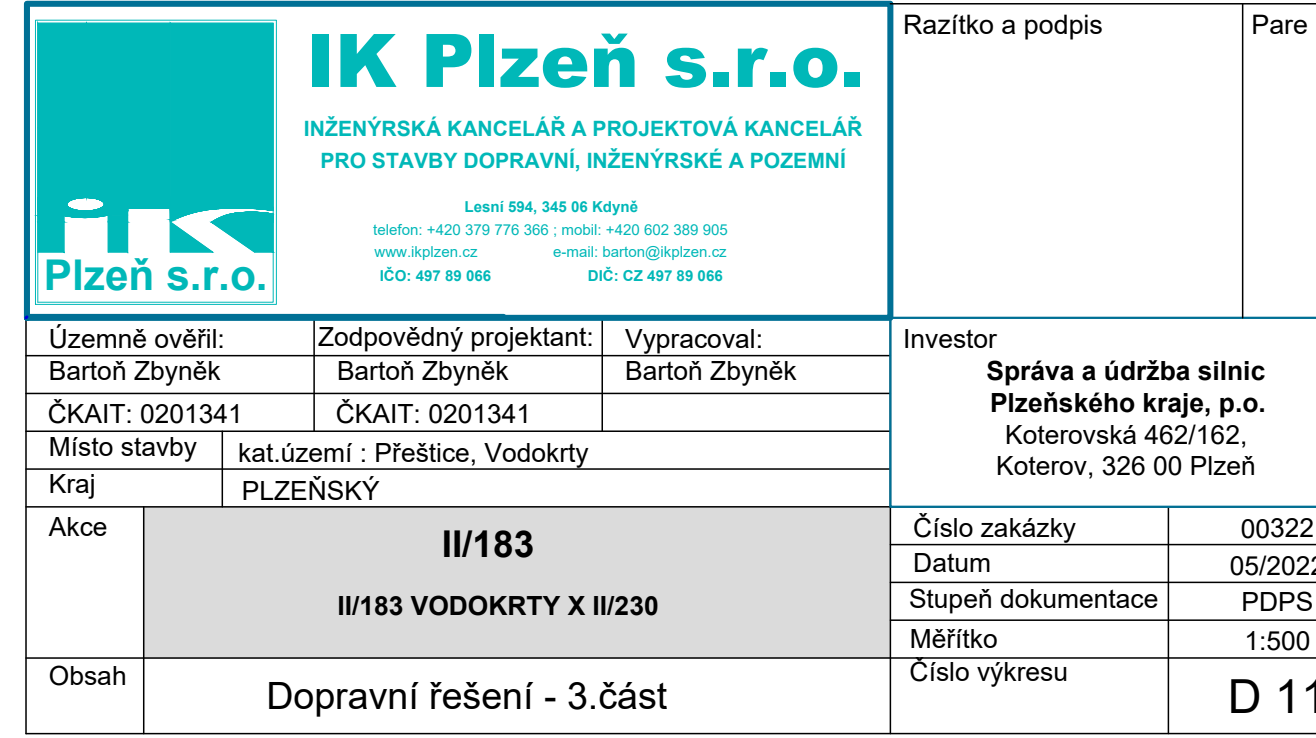 IK Plzeň s.r.o.
INŽENÝRSKÁ KANCELÁŘ A PROJEKTOVÁ KANCELÁŘ
PRO STAVBY DOPRAVNÍ, INŽENÝRSKÉ A POZEMNÍ
Lesní 594, 345 06 Kdyně
telefon: +420 379 776 366 ; mobil: +420 602 389 905
www.ikplzen.cz e-mail: barton@ikplzen.cz
IČO: 497 89 066 DIČ: CZ 497 89 066
iK
Plzeň s.r.o.
Razítko a podpis
Pare
Územně ověřil: Zodpovědný projektant: Vypracoval:
Bartoň Zbyněk Bartoň Zbyněk Bartoň Zbyněk
ČKAIT: 0201341 ČKAIT: 0201341
Místo stavby kat.území : Přeštice, Vodokrty
Kraj PLZEŇSKÝ
Investor
Správa a údržba silnic
Plzeňského kraje, p.o.
Koterovská 462/162,
Koterov, 326 00 Plzeň
Akce
II/183
II/183 VODOKRTY X II/230
Číslo zakázky 00322
Datum 05/2022
Stupeň dokumentace PDPS
Měřítko 1:500
Obsah Dopravní řešení - 3.část
Číslo výkresu D 11